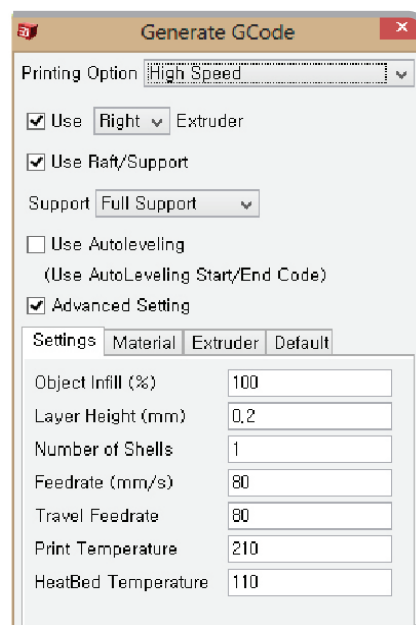 Generate GCode
Printing Option High Speed
Use Right Extruder
Use Raft/Support
Support Full Support
Use Autoleveling
(Use AutoLeveling Start/End Code)
Advanced Setting
Settings Material Extruder Default
Object Infill (%) 100
Layer Height (mm) 0.2
Number of Shells 1
Feedrate (mm/s) 80
Travel Feedrate 80
Print Temperature 210
HeatBed Temperature 110